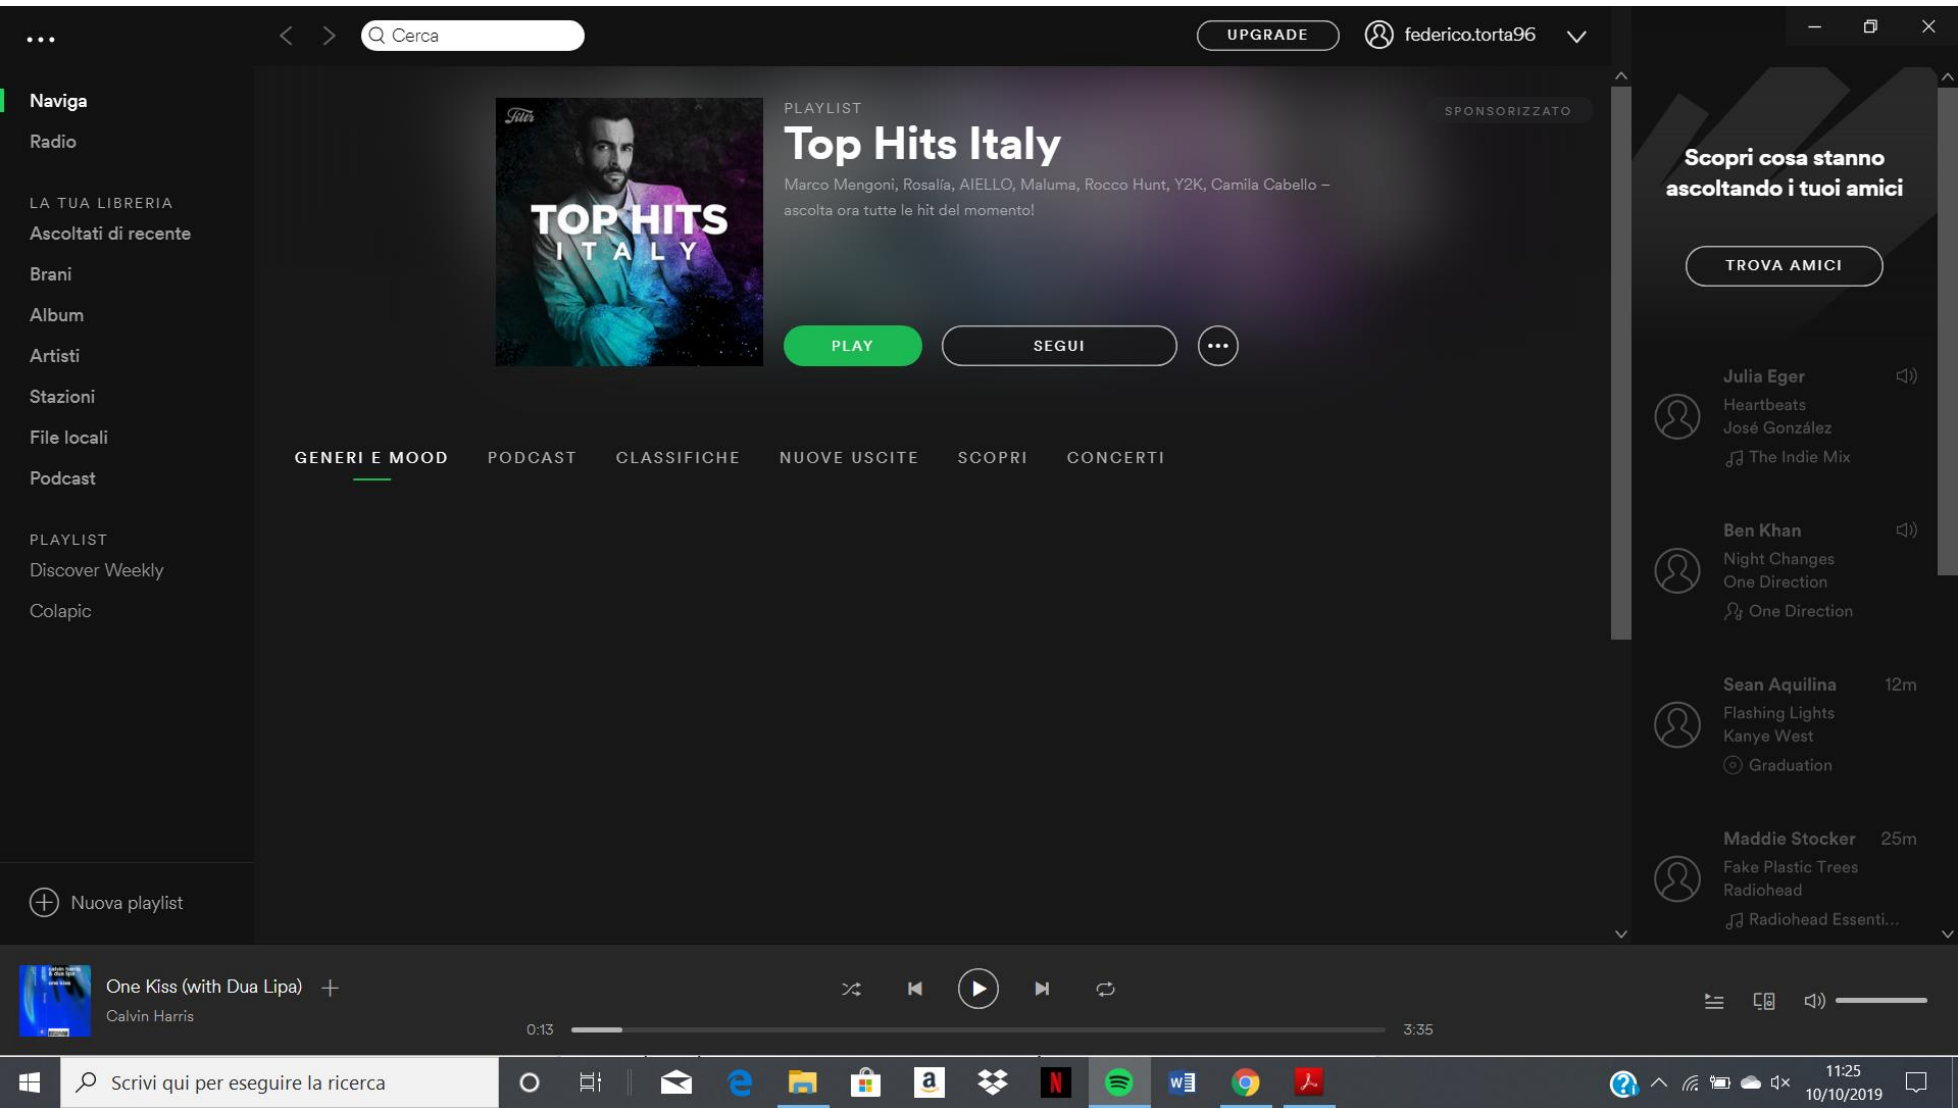 Cerca
UPGRADE
federico.torta96
Naviga
Radio
LA TUA LIBRERIA
Ascoltati di recente
Brani
Album
Artisti
Stazioni
File locali
Podcast
PLAYLIST
Discover Weekly
Colapic
Nuova playlist
Filtr
TOP HITS
ITALY
PLAYLIST
SPONSORIZZATO
Top Hits Italy
Marco Mengoni, Rosalía, AIELLO, Maluma, Rocco Hunt, Y2K, Camila Cabello –
ascolta ora tutte le hit del momento!
PLAY
SEGUI
GENERI E MOOD
PODCAST
CLASSIFICHE
NUOVE USCITE
SCOPRI
CONCERTI
Scopri cosa stanno
ascoltando i tuoi amici
TROVA AMICI
Julia Eger
Heartbeats
José González
The Indie Mix
Ben Khan
Night Changes
One Direction
One Direction
Sean Aquilina 12m
Flashing Lights
Kanye West
Graduation
Maddie Stocker 25m
Fake Plastic Trees
Radiohead
Radiohead Essenti...
One Kiss (with Dua Lipa)
Calvin Harris
0:13
3:35
Scrivi qui per eseguire la ricerca
11:25
10/10/2019